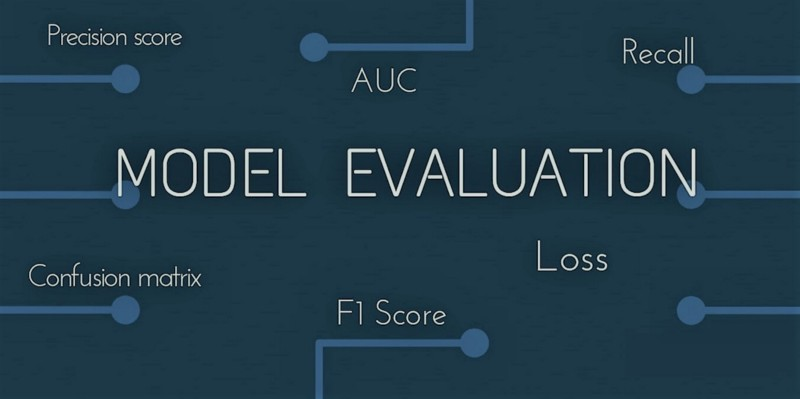 Precision score
AUC
Recall
MODEL EVALUATION
Loss
Confusion matrix
F1 Score